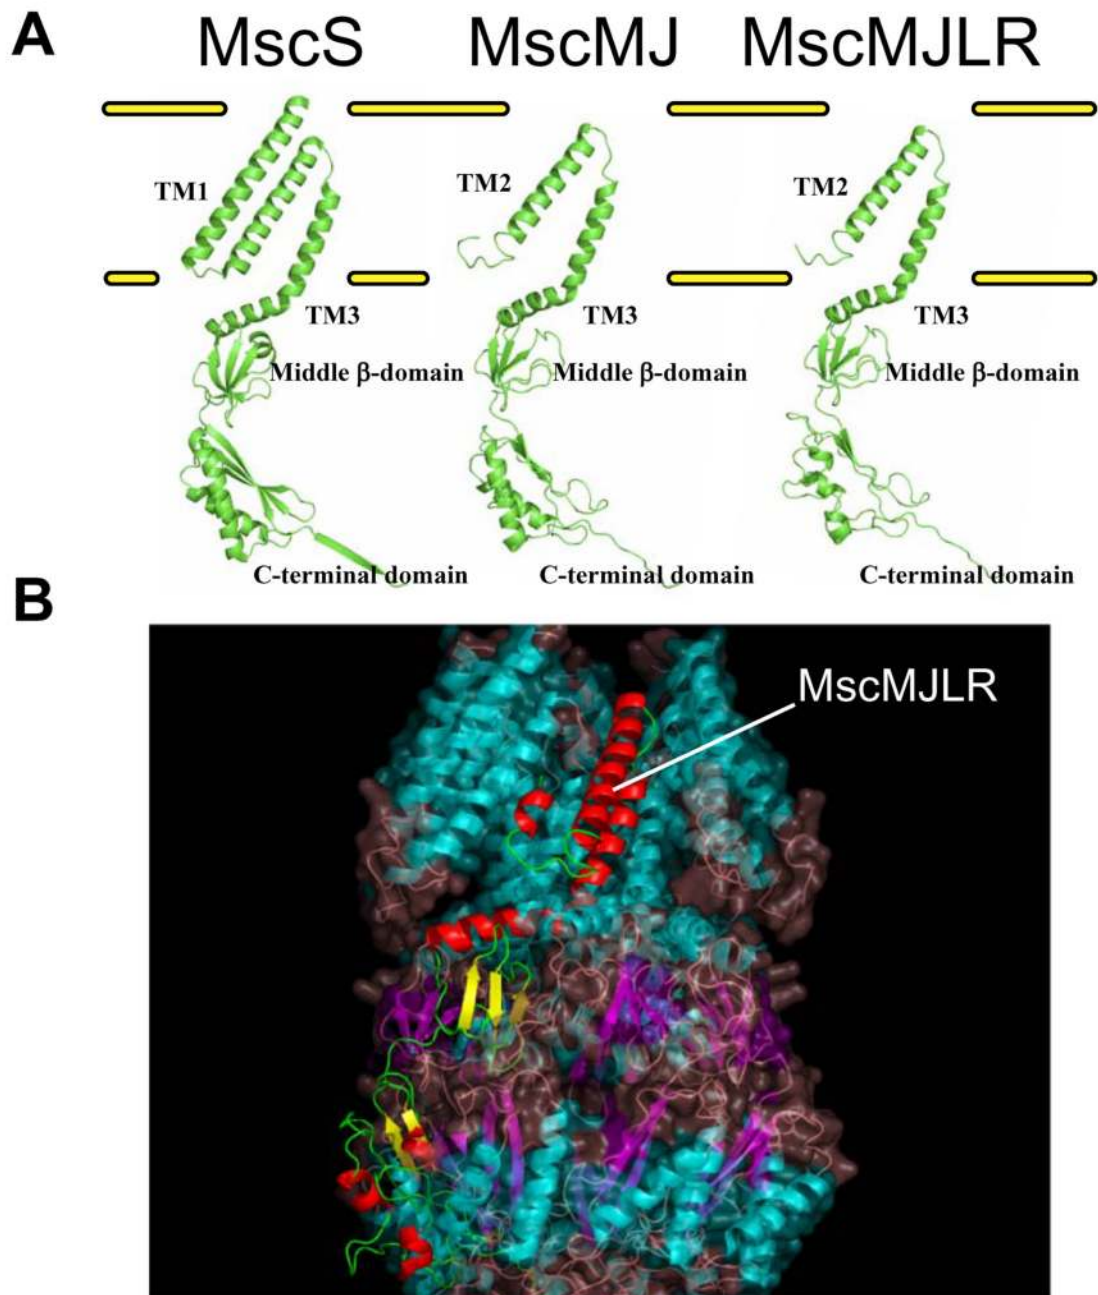 A
MscS MscMJ MscMJLR
TM1 TM2 TM2
TM3 TM3 TM3
Middle β-domain Middle β-domain Middle β-domain
C-terminal domain C-terminal domain C-terminal domain
B
MscMJLR